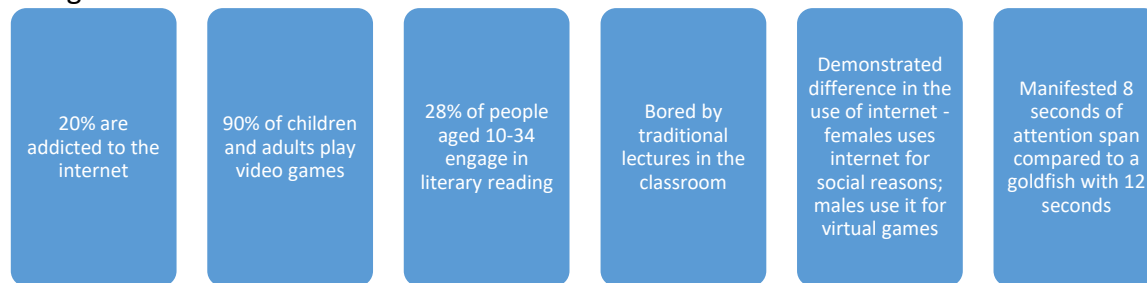 20% are
addicted to the
internet
90% of children
and adults play
video games
28% of people
aged 10-34
engage in
literary reading
Bored by
traditional
lectures in the
classroom
Demonstrated
difference in the
use of internet -
females uses
internet for
social reasons;
males use it for
virtual games
Manifested 8
seconds of
attention span
compared to a
goldfish with 12
seconds